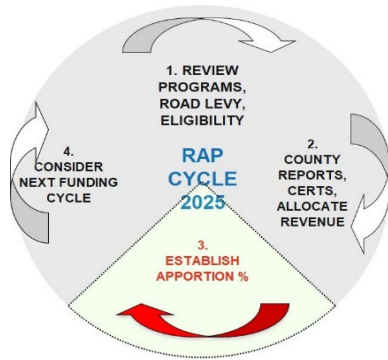 1. REVIEW
PROGRAMS,
ROAD LEVY,
ELIGIBILITY
2.
COUNTY
REPORTS,
CERTS,
ALLOCATE
REVENUE
3.
ESTABLISH
APPORTION %
4.
CONSIDER
NEXT FUNDING
CYCLE
RAP
CYCLE
2025